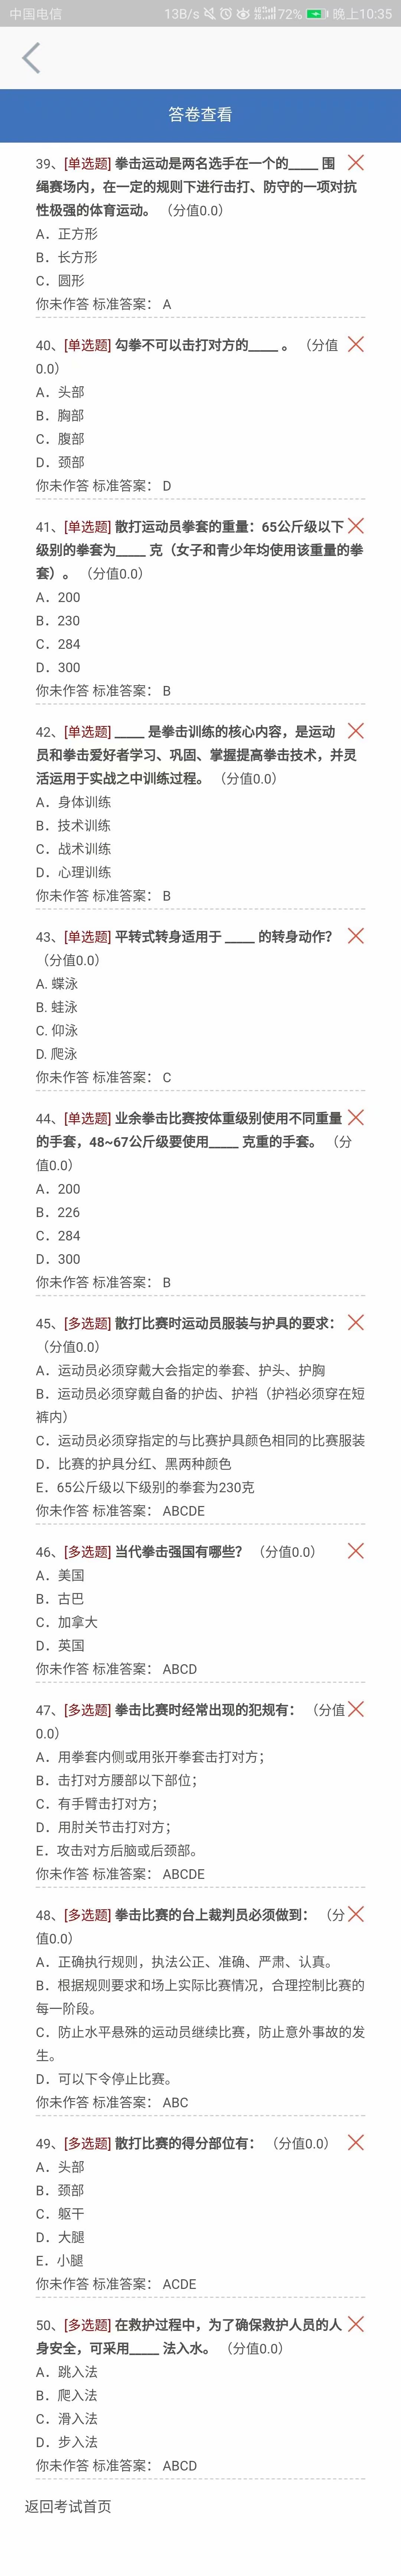 中国电信 13B/s 72% 晚上10:35
答卷查看
39、[单选题] 拳击运动是两名选手在一个的____ 围
绳赛场内，在一定的规则下进行击打、防守的一项对抗
性极强的体育运动。 （分值0.0）
A．正方形
B．长方形
C．圆形
你未作答 标准答案： A
40、[单选题] 勾拳不可以击打对方的____ 。 （分值
0.0）
A．头部
B．胸部
C．腹部
D．颈部
你未作答 标准答案： D
41、[单选题] 散打运动员拳套的重量：65公斤级以下
级别的拳套为____ 克（女子和青少年均使用该重量的拳
套）。 （分值0.0）
A．200
B．230
C．284
D．300
你未作答 标准答案： B
42、[单选题] ____ 是拳击训练的核心内容，是运动
员和拳击爱好者学习、巩固、掌握提高拳击技术，并灵
活运用于实战之中训练过程。 （分值0.0）
A．身体训练
B．技术训练
C．战术训练
D．心理训练
你未作答 标准答案： B
43、[单选题] 平转式转身适用于 ____ 的转身动作？
（分值0.0）
A. 蝶泳
B. 蛙泳
C. 仰泳
D. 爬泳
你未作答 标准答案： C
44、[单选题] 业余拳击比赛按体重级别使用不同重量
的手套，48~67公斤级要使用____ 克重的手套。 （分
值0.0）
A．200
B．226
C．284
D．300
你未作答 标准答案： B
45、[多选题] 散打比赛时运动员服装与护具的要求：
（分值0.0）
A．运动员必须穿戴大会指定的拳套、护头、护胸
B．运动员必须穿戴自备的护齿、护裆（护裆必须穿在短
裤内）
C．运动员必须穿指定的与比赛护具颜色相同的比赛服装
D．比赛的护具分红、黑两种颜色
E．65公斤级以下级别的拳套为230克
你未作答 标准答案： ABCDE
46、[多选题] 当代拳击强国有哪些？ （分值0.0）
A．美国
B．古巴
C．加拿大
D．英国
你未作答 标准答案： ABCD
47、[多选题] 拳击比赛时经常出现的犯规有： （分值
0.0）
A．用拳套内侧或用张开拳套击打对方；
B．击打对方腰部以下部位；
C．有手臂击打对方；
D．用肘关节击打对方；
E．攻击对方后脑或后颈部。
你未作答 标准答案： ABCDE
48、[多选题] 拳击比赛的台上裁判员必须做到： （分
值0.0）
A．正确执行规则，执法公正、准确、严肃、认真。
B．根据规则要求和场上实际比赛情况，合理控制比赛的
每一阶段。
C．防止水平悬殊的运动员继续比赛，防止意外事故的发
生。
D．可以下令停止比赛。
你未作答 标准答案： ABC
49、[多选题] 散打比赛的得分部位有： （分值0.0）
A．头部
B．颈部
C．躯干
D．大腿
E．小腿
你未作答 标准答案： ACDE
50、[多选题] 在救护过程中，为了确保救护人员的人
身安全，可采用____ 法入水。 （分值0.0）
A．跳入法
B．爬入法
C．滑入法
D．步入法
你未作答 标准答案： ABCD
返回考试首页